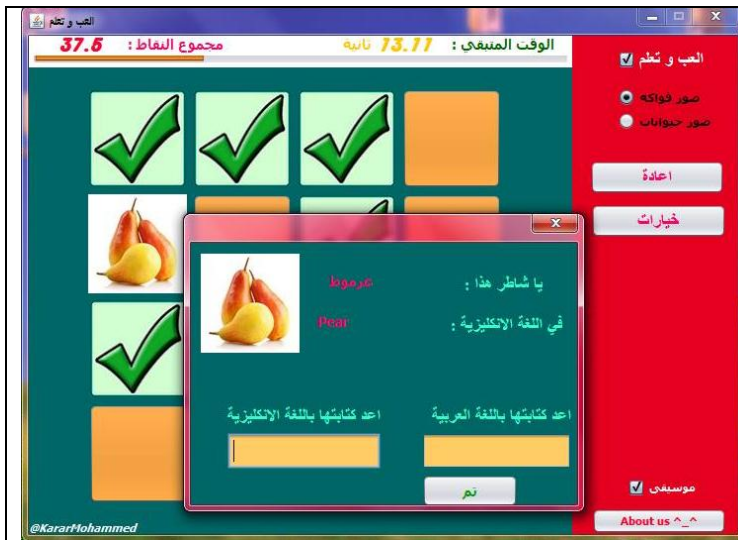 العب و تعلم
الوقت المتبقي : 13.11 ثانية
مجموع النقاط : 37.5
العب و تعلم
صور فواكه
صور حيوانات
اعادة
خيارات
يا شاطر هذا : عرموط
في اللغة الانكليزية : Pear
اعد كتابتها باللغة العربية
اعد كتابتها باللغة الانكليزية
تم
موسيقى
About us ^_^
@KararMohammed